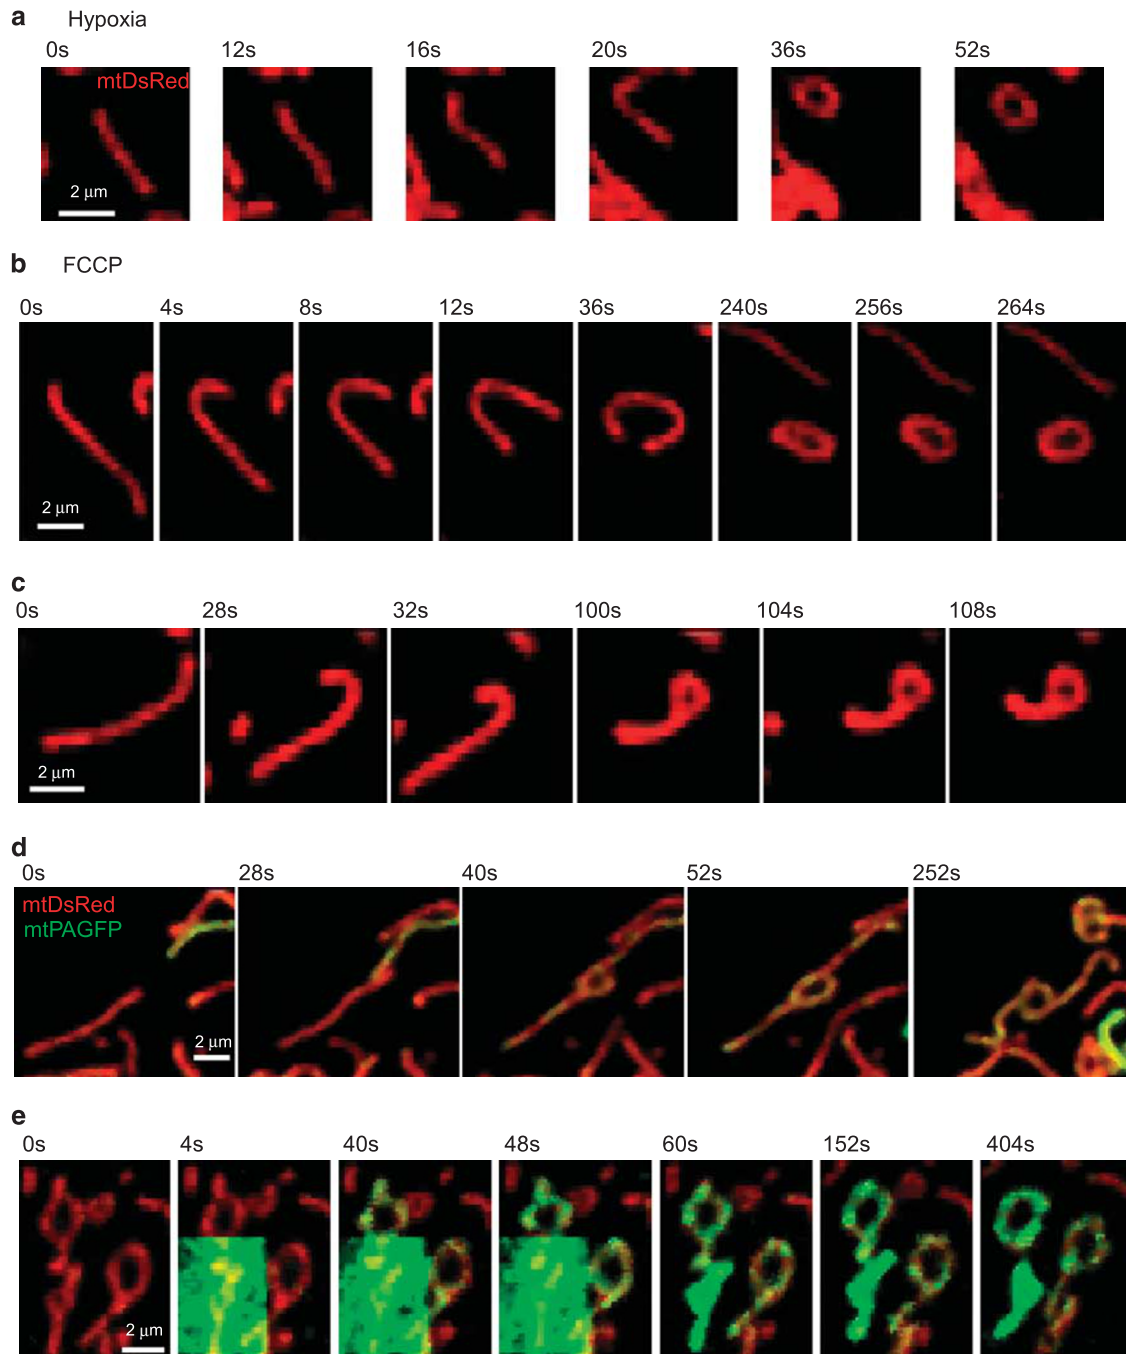 a Hypoxia
0s 12s 16s 20s 36s 52s
mtDsRed
2 μm
b FCCP
0s 4s 8s 12s 36s 240s 256s 264s
2 μm
c
0s 28s 32s 100s 104s 108s
2 μm
d
0s 28s 40s 52s 252s
mtDsRed
mtPAGFP
2 μm
e
0s 4s 40s 48s 60s 152s 404s
2 μm